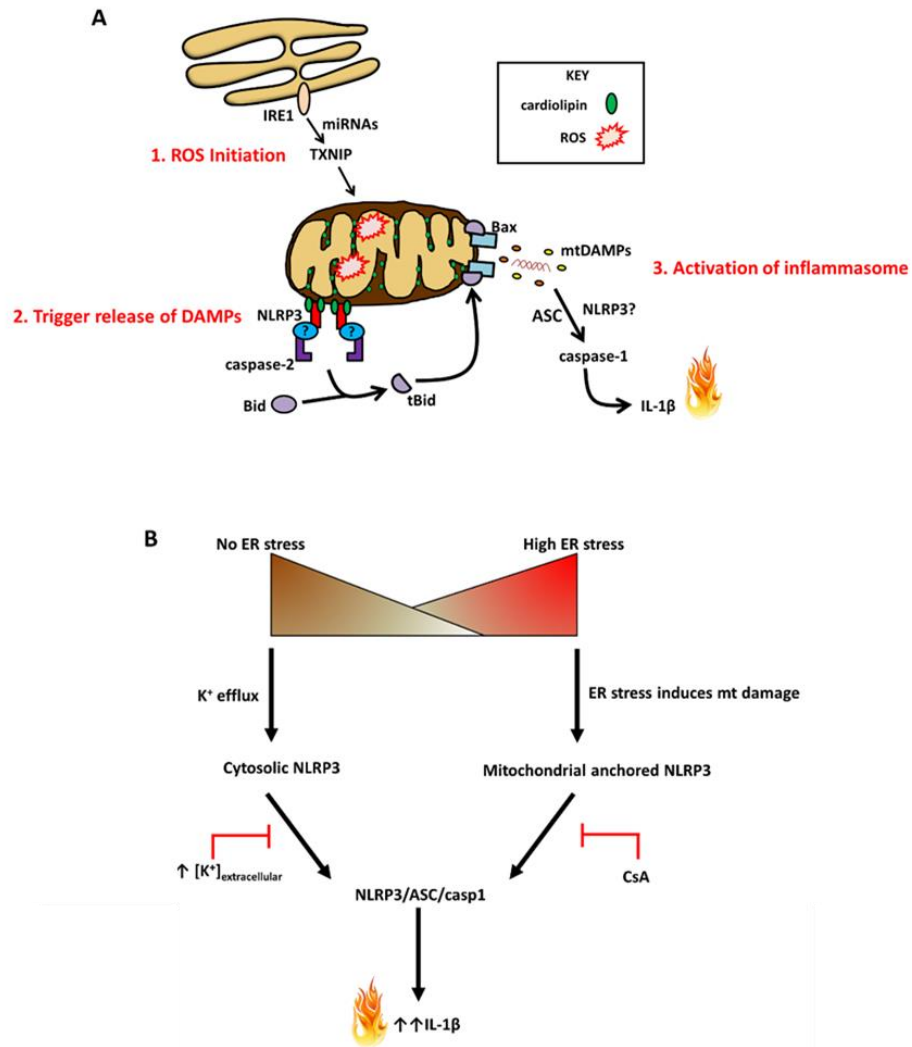 A
KEY
cardiolipin
ROS
IRE1
miRNAs
1. ROS Initiation
TXNIP
Bax
mtDAMPs
3. Activation of inflammasome
2. Trigger release of DAMPs
NLRP3
?
?
ASC
NLRP3?
caspase-2
caspase-1
Bid
tBid
IL-1β
B
No ER stress
High ER stress
K⁺ efflux
ER stress induces mt damage
Cytosolic NLRP3
Mitochondrial anchored NLRP3
↑ [K⁺]extracellular
CsA
NLRP3/ASC/casp1
↑↑IL-1β